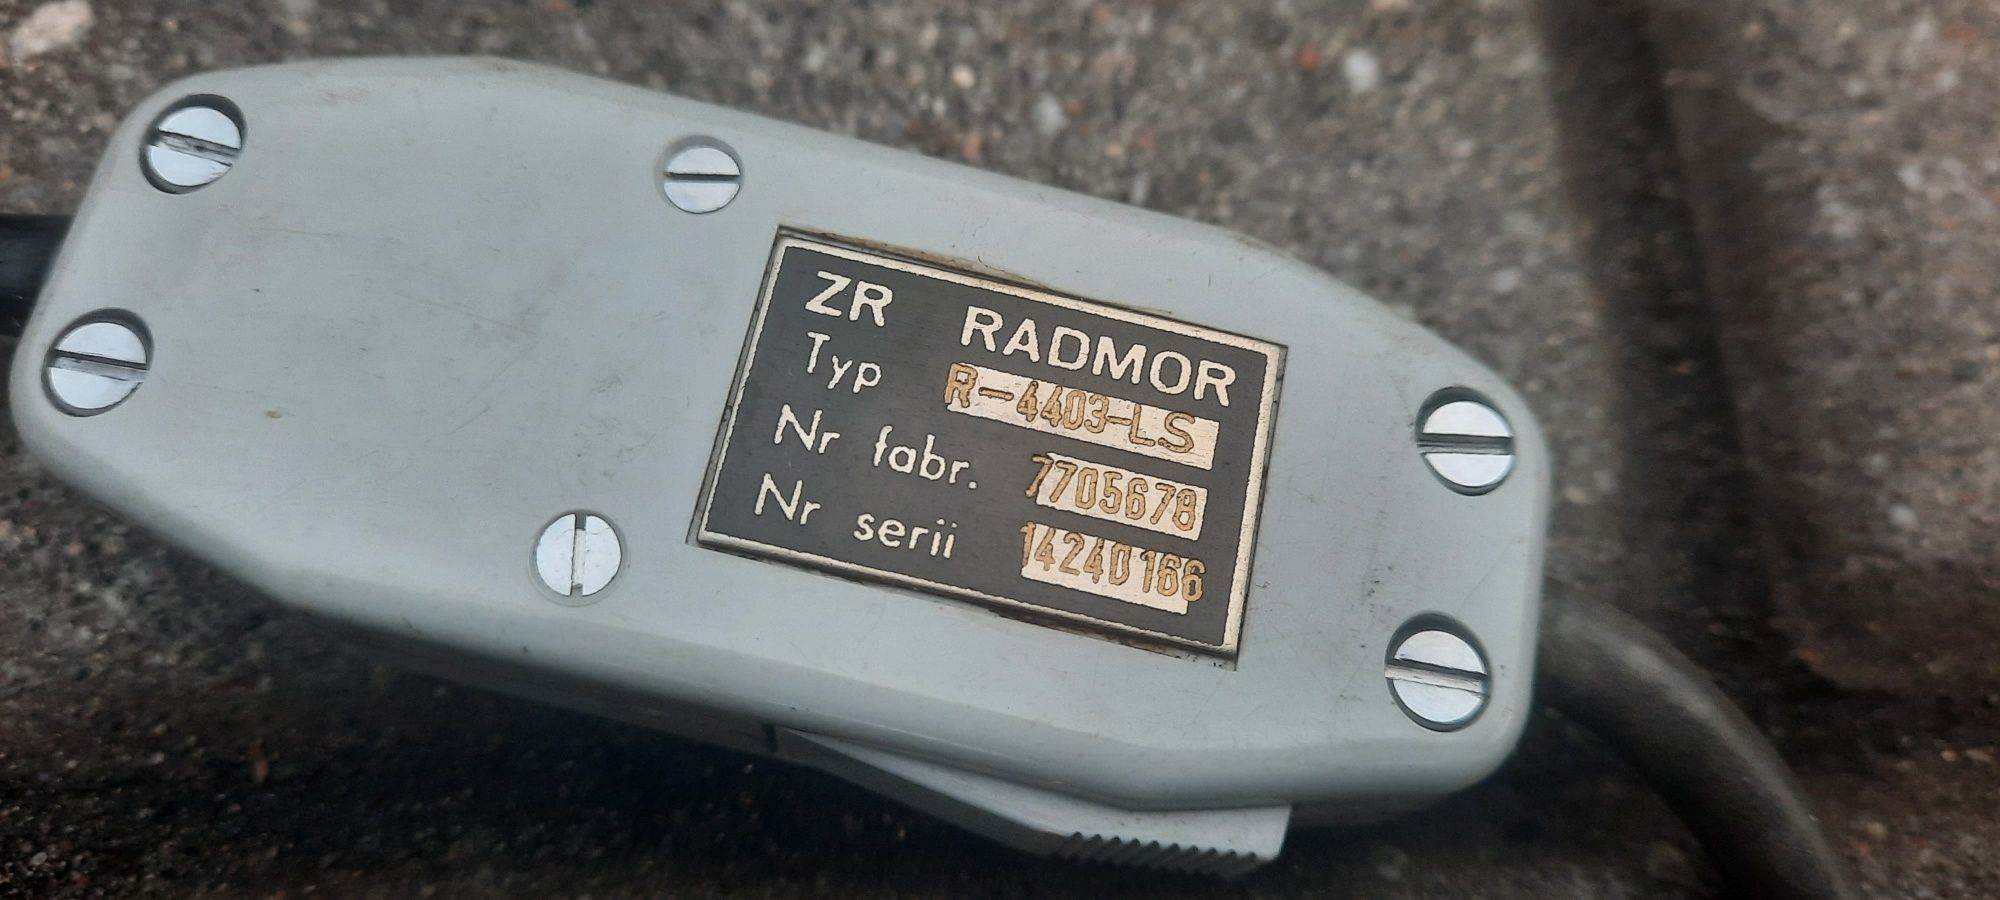 ZR RADMOR
Typ R-4403-LS
Nr fabr. 7705678
Nr serii 14240166